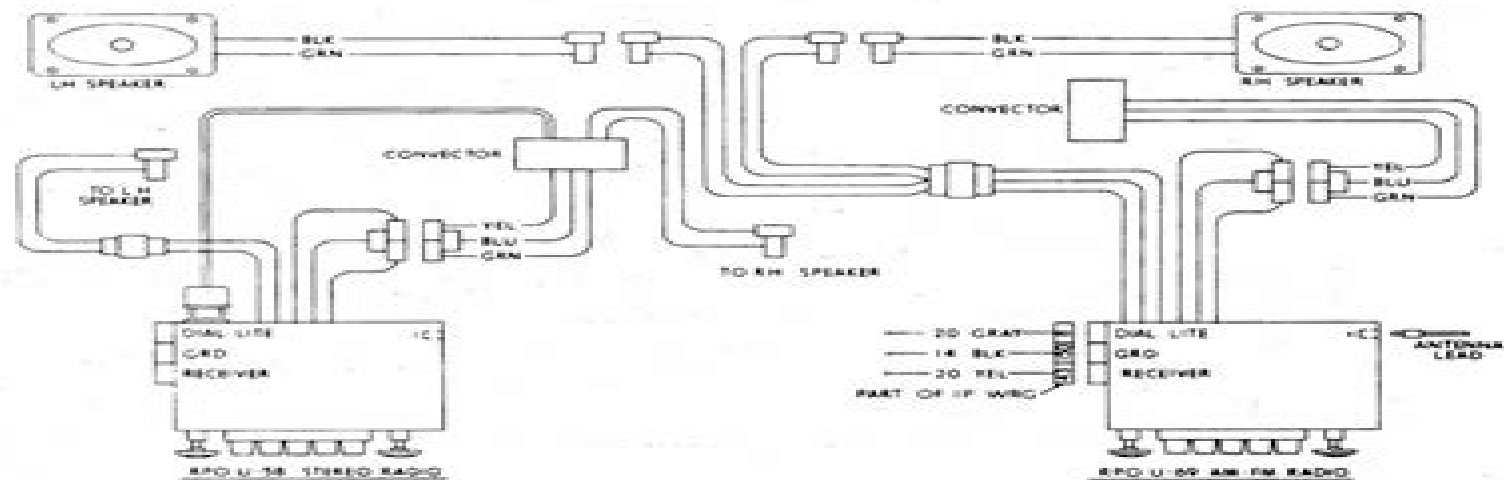 BLK
GRN
LH SPEAKER
BLK
GRN
RH SPEAKER
CONVECTOR
CONVECTOR
TO LH
SPEAKER
YEL
BLU
GRN
YEL
BLU
GRN
TO RH SPEAKER
DIAL LITE
GRD
RECEIVER
20 GRAY
14 BLK
20 YEL
PART OF IP WRG
DIAL LITE
GRD
RECEIVER
ANTENNA
LEAD
RPO U-58 STEREO RADIO
RPO U-69 AM-FM RADIO